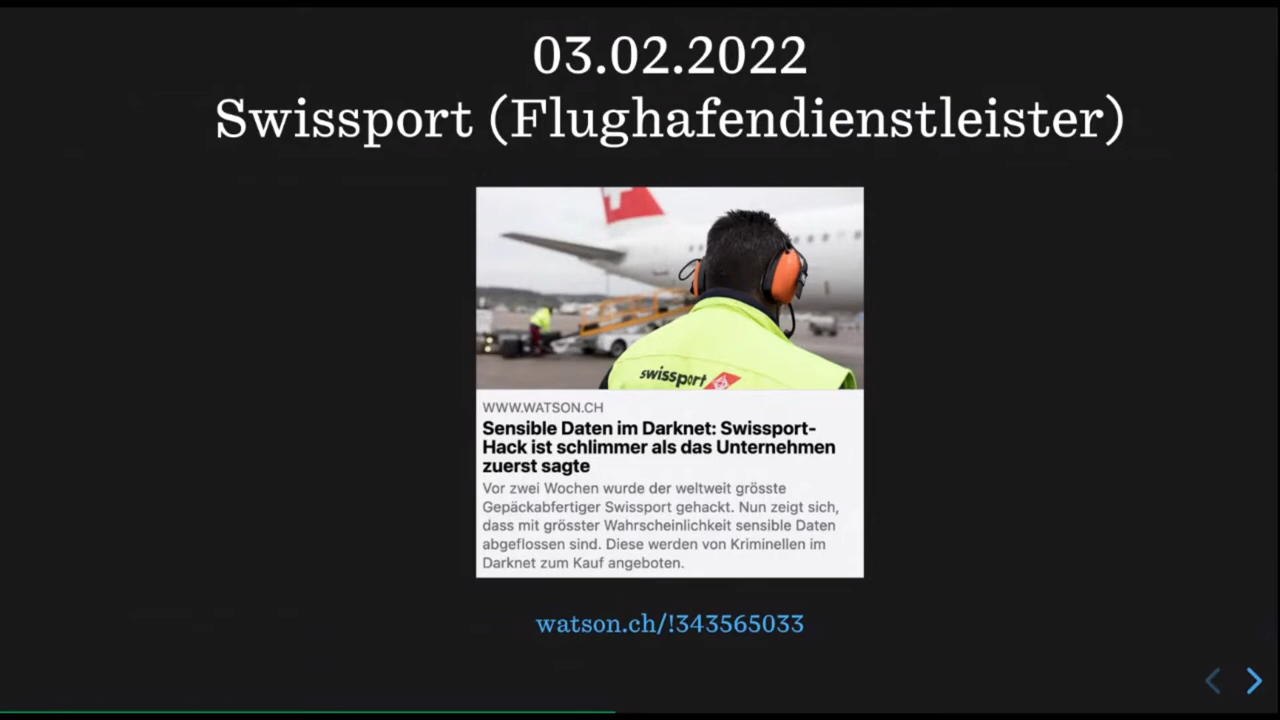 03.02.2022
Swissport (Flughafendienstleister)
swissport
WWW.WATSON.CH
Sensible Daten im Darknet: Swissport-
Hack ist schlimmer als das Unternehmen
zuerst sagte
Vor zwei Wochen wurde der weltweit grösste
Gepäckabfertiger Swissport gehackt. Nun zeigt sich,
dass mit grösster Wahrscheinlichkeit sensible Daten
abgeflossen sind. Diese werden von Kriminellen im
Darknet zum Kauf angeboten.
watson.ch/!343565033